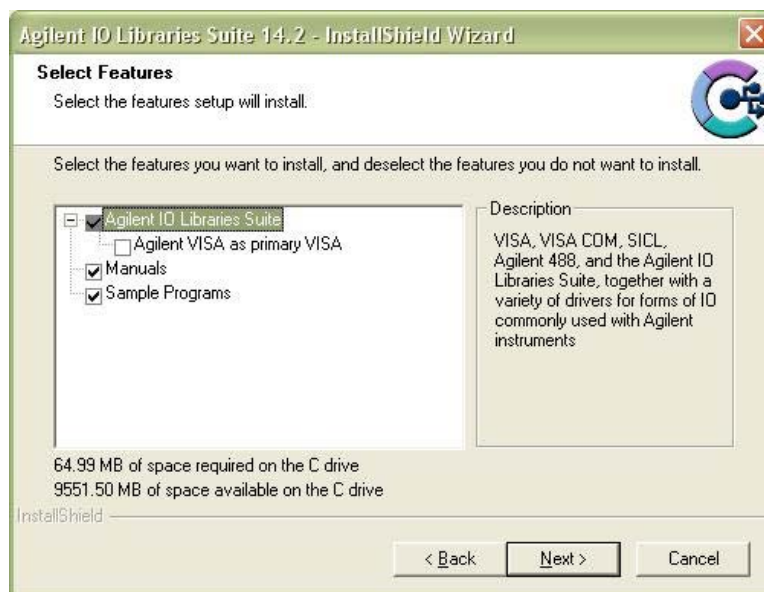 Agilent IO Libraries Suite 14.2 - InstallShield Wizard
Select Features
Select the features setup will install.
Select the features you want to install, and deselect the features you do not want to install.
Agilent IO Libraries Suite
Agilent VISA as primary VISA
Manuals
Sample Programs
Description
VISA, VISA COM, SICL,
Agilent 488, and the Agilent IO
Libraries Suite, together with a
variety of drivers for forms of IO
commonly used with Agilent
instruments
64.99 MB of space required on the C drive
9551.50 MB of space available on the C drive
InstallShield
< Back
Next >
Cancel